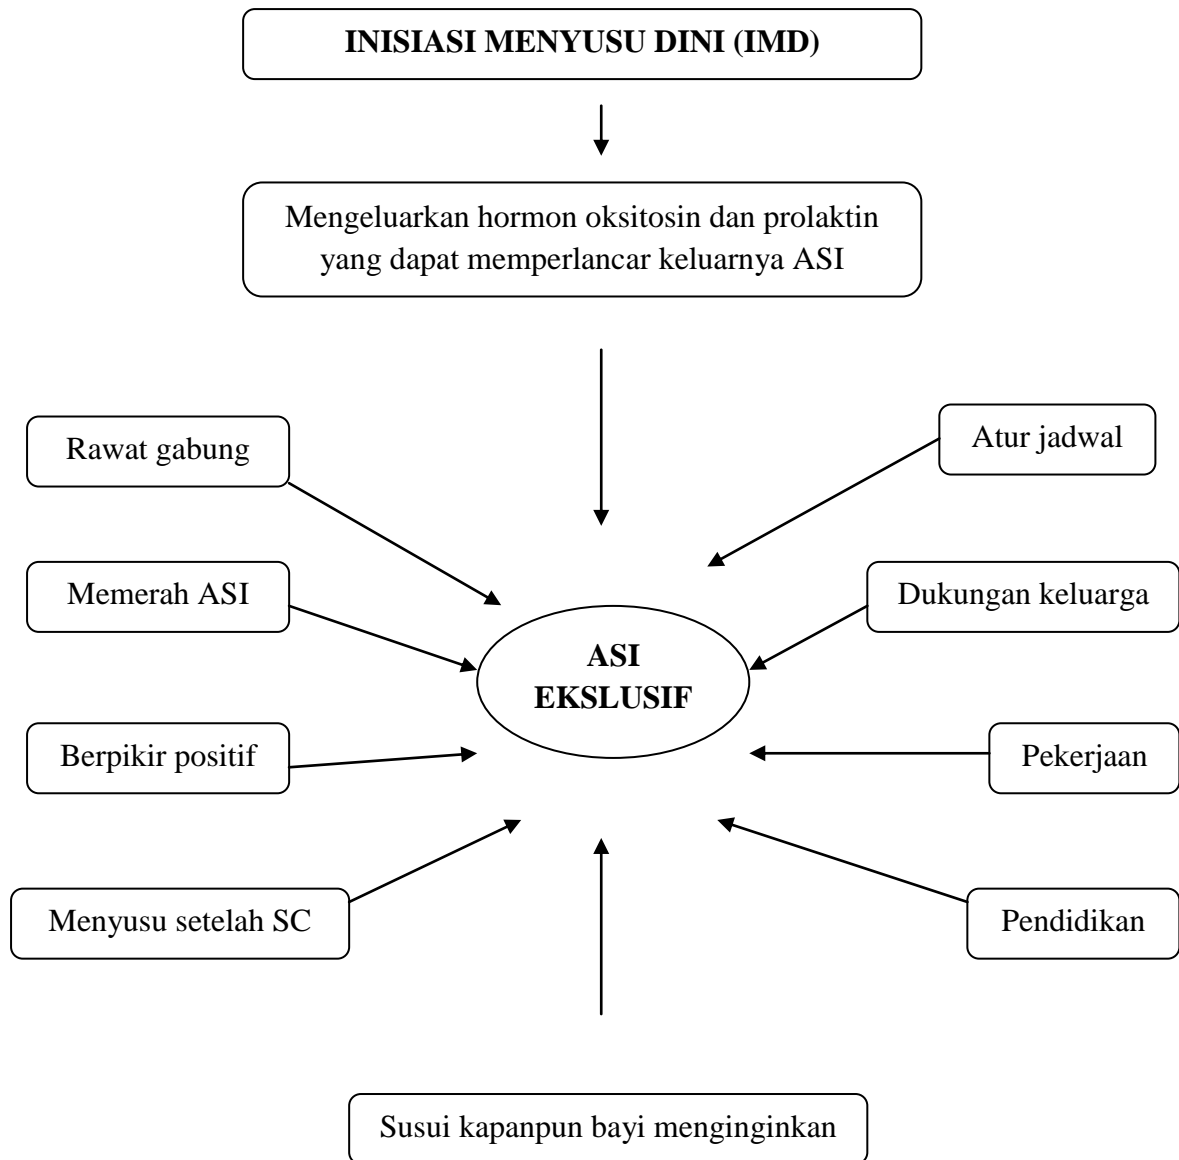 INISIASI MENYUSU DINI (IMD)
Mengeluarkan hormon oksitosin dan prolaktin
yang dapat memperlancar keluarnya ASI
Rawat gabung
Atur jadwal
Memerah ASI
Dukungan keluarga
ASI
EKSLUSIF
Berpikir positif
Pekerjaan
Menyusu setelah SC
Pendidikan
Susui kapanpun bayi menginginkan